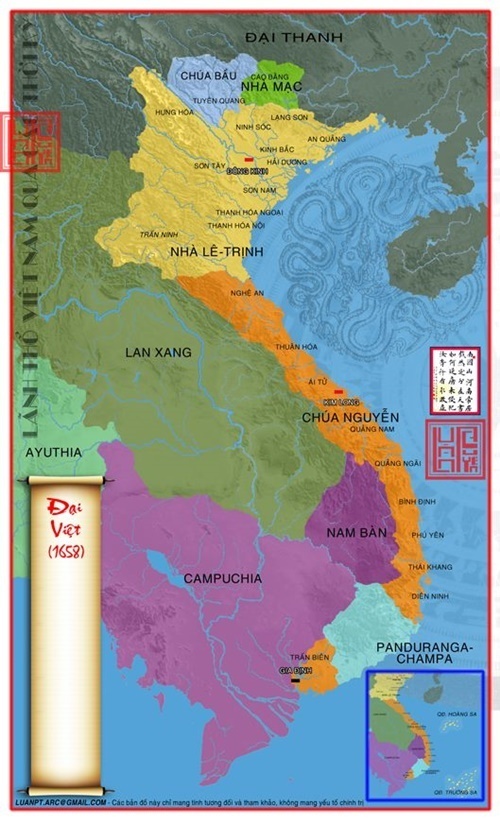 ĐẠI THANH
CHÚA BẦU
CAO BẰNG
NHÀ MẠC
TUYÊN QUANG
HƯNG HÓA
LẠNG SƠN
NINH SÓC
AN QUẢNG
KINH BẮC
SƠN TÂY
HẢI DƯƠNG
ĐÔNG KINH
SƠN NAM
THANH HÓA NGOẠI
THANH HÓA NỘI
TRẤN NINH
NHÀ LÊ-TRỊNH
NGHỆ AN
LAN XANG
THUẬN HÓA
ÁI TỬ
KIM LONG
CHÚA NGUYỄN
QUẢNG NAM
AYUTHIA
QUẢNG NGÃI
Đại
Việt
(1658)
BÌNH ĐỊNH
NAM BÀN
PHÚ YÊN
THÁI KHANG
CAMPUCHIA
DIÊN NINH
PANDURANGA-
CHAMPA
TRẤN BIÊN
GIA ĐỊNH
QĐ. HOÀNG SA
QĐ. TRƯỜNG SA
LUANPT.ARC@GMAIL.COM - Các bản đồ này chỉ mang tính tương đối và tham khảo, không mang yếu tố chính trị
LÃNH THỔ VIỆT NAM QUA